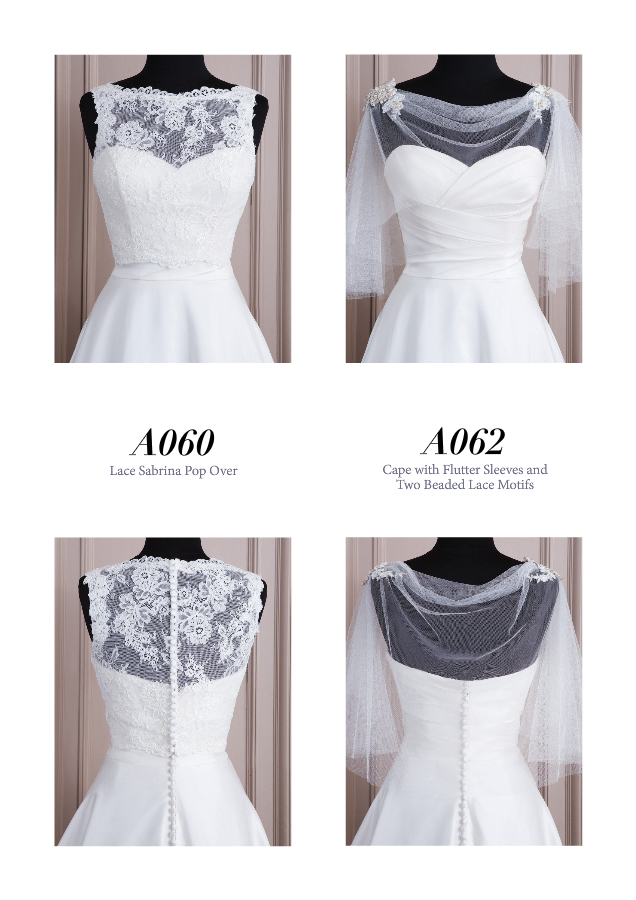 A060
Lace Sabrina Pop Over
A062
Cape with Flutter Sleeves and
Two Beaded Lace Motifs